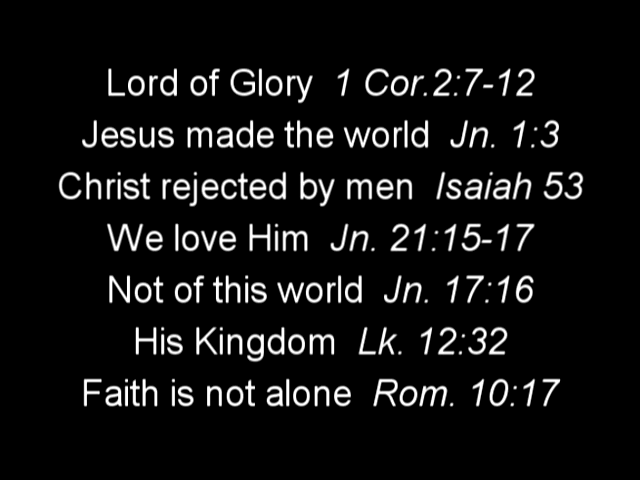 Lord of Glory 1 Cor.2:7-12
Jesus made the world Jn. 1:3
Christ rejected by men Isaiah 53
We love Him Jn. 21:15-17
Not of this world Jn. 17:16
His Kingdom Lk. 12:32
Faith is not alone Rom. 10:17